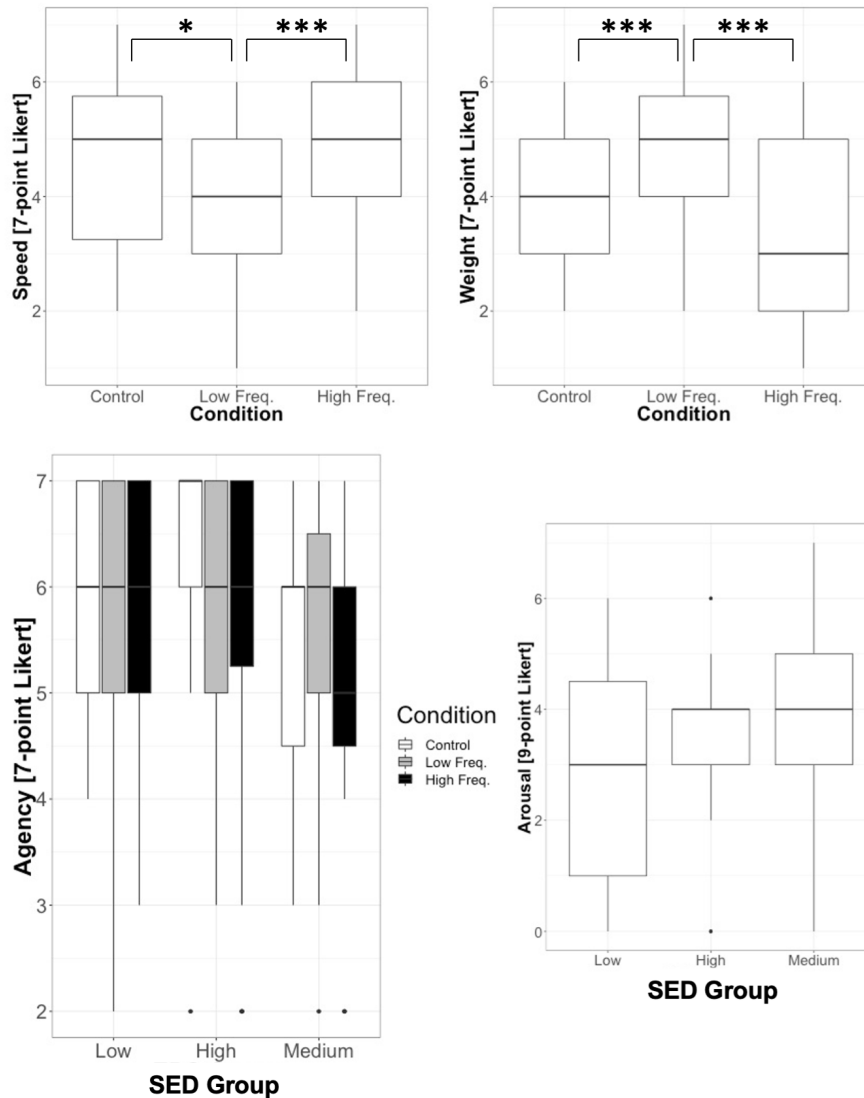 Speed [7-point Likert]
6
4
2
* ***
Control Low Freq. High Freq.
Condition
Weight [7-point Likert]
6
4
2
*** ***
Control Low Freq. High Freq.
Condition
Agency [7-point Likert]
7
6
5
4
3
2
Low High Medium
SED Group
Condition
Control
Low Freq.
High Freq.
Arousal [9-point Likert]
6
4
2
0
Low High Medium
SED Group